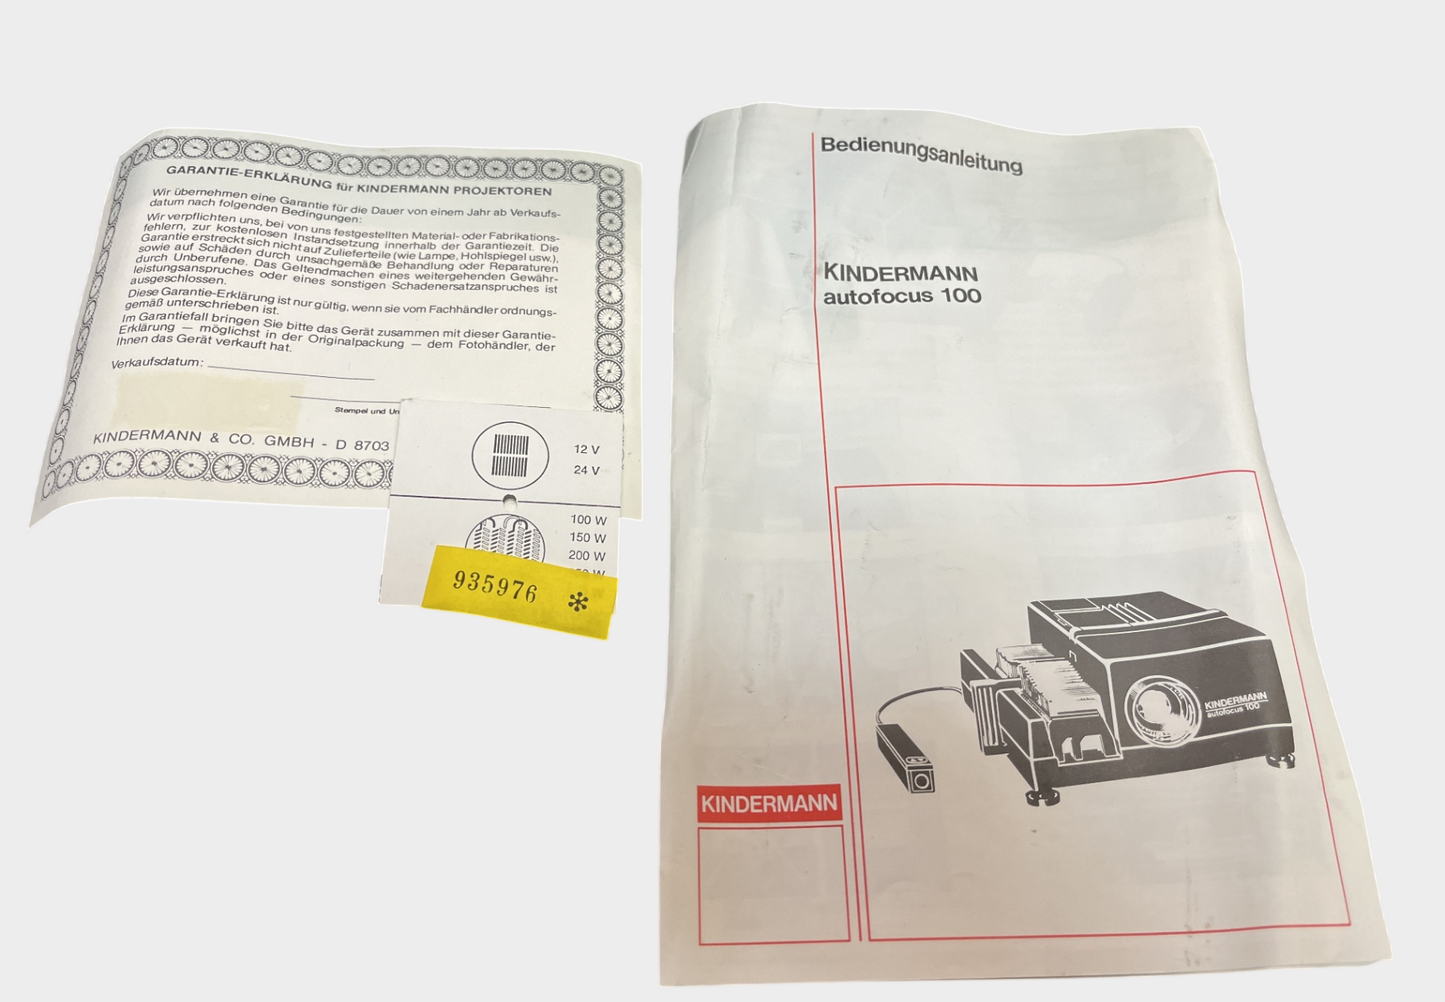 GARANTIE-ERKLÄRUNG für KINDERMANN PROJEKTOREN
Wir übernehmen eine Garantie für die Dauer von einem Jahr ab Verkaufs-
datum nach folgenden Bedingungen:
Wir verpflichten uns, bei von uns festgestellten Material- oder Fabrikations-
fehlern, zur kostenlosen Instandsetzung innerhalb der Garantiezeit. Die
Garantie erstreckt sich nicht auf Zulieferteile (wie Lampe, Hohlspiegel usw.),
sowie auf Schäden durch unsachgemäße Behandlung oder Reparaturen
durch Unberufene. Das Geltendmachen eines weitergehenden Gewähr-
leistungsanspruches oder eines sonstigen Schadenersatzanspruches ist
ausgeschlossen.
Diese Garantie-Erklärung ist nur gültig, wenn sie vom Fachhändler ordnungs-
gemäß unterschrieben ist.
Im Garantiefall bringen Sie bitte das Gerät zusammen mit dieser Garantie-
Erklärung — möglichst in der Originalpackung — dem Fotohändler, der
Ihnen das Gerät verkauft hat.
Verkaufsdatum:
Stempel und Un
KINDERMANN & CO. GMBH - D 8703
12 V
24 V
100 W
150 W
200 W
935976 *
Bedienungsanleitung
KINDERMANN
autofocus 100
KINDERMANN
autofocus 100
KINDERMANN